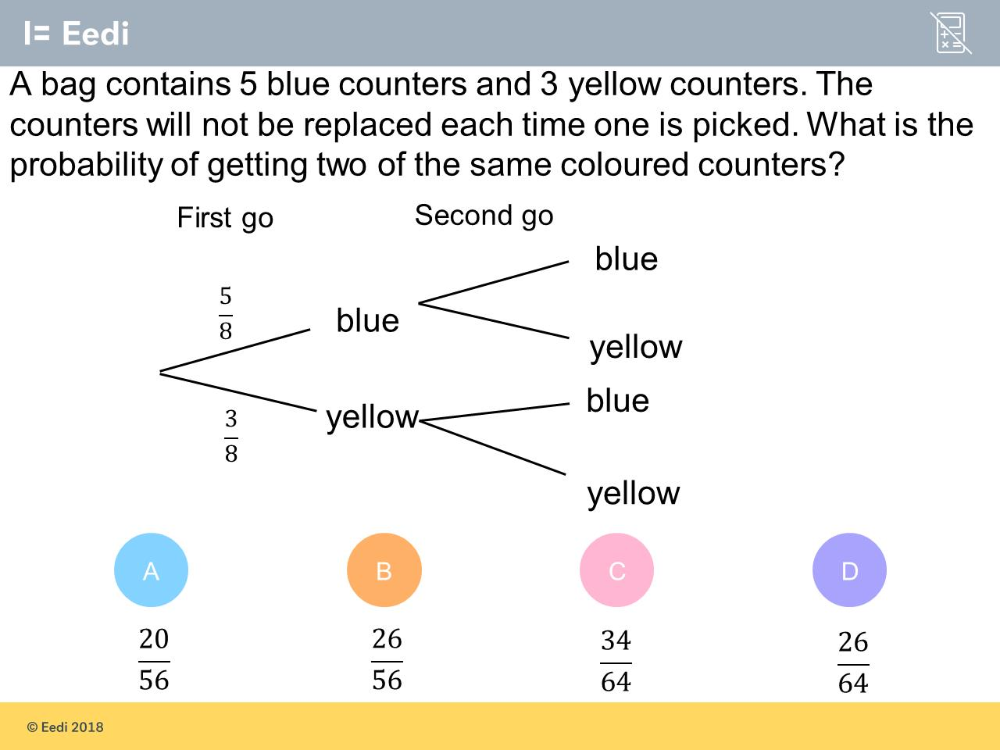 Eedi
A bag contains 5 blue counters and 3 yellow counters. The
counters will not be replaced each time one is picked. What is the
probability of getting two of the same coloured counters?
First go
Second go
blue
5
8
blue
yellow
blue
3
8
yellow
yellow
A
B
C
D
20
56
26
56
34
64
26
64
© Eedi 2018